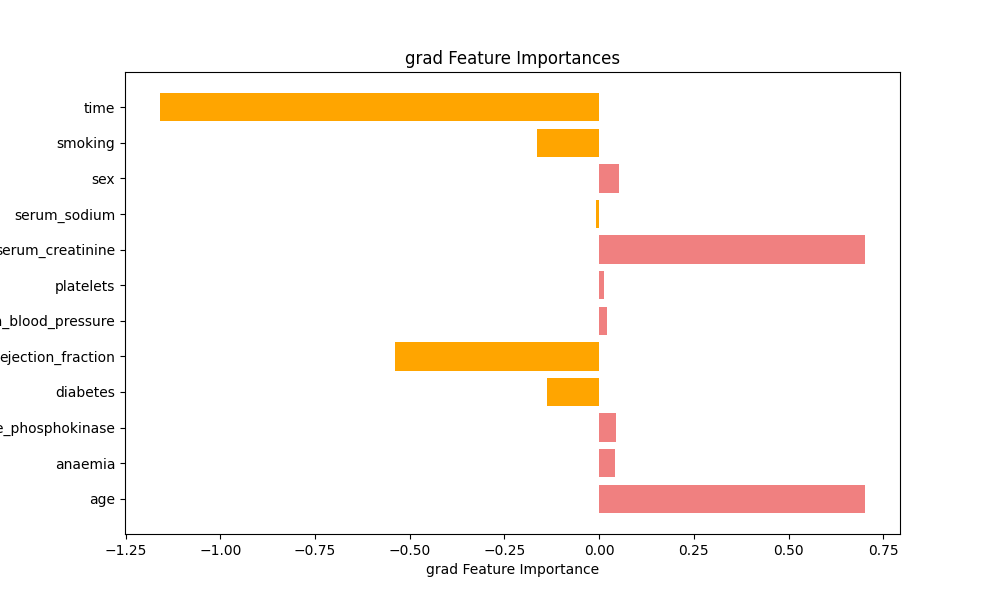 grad Feature Importances
time
smoking
sex
serum_sodium
serum_creatinine
platelets
_blood_pressure
ejection_fraction
diabetes
e_phosphokinase
anaemia
age
−1.25 −1.00 −0.75 −0.50 −0.25 0.00 0.25 0.50 0.75
grad Feature Importance